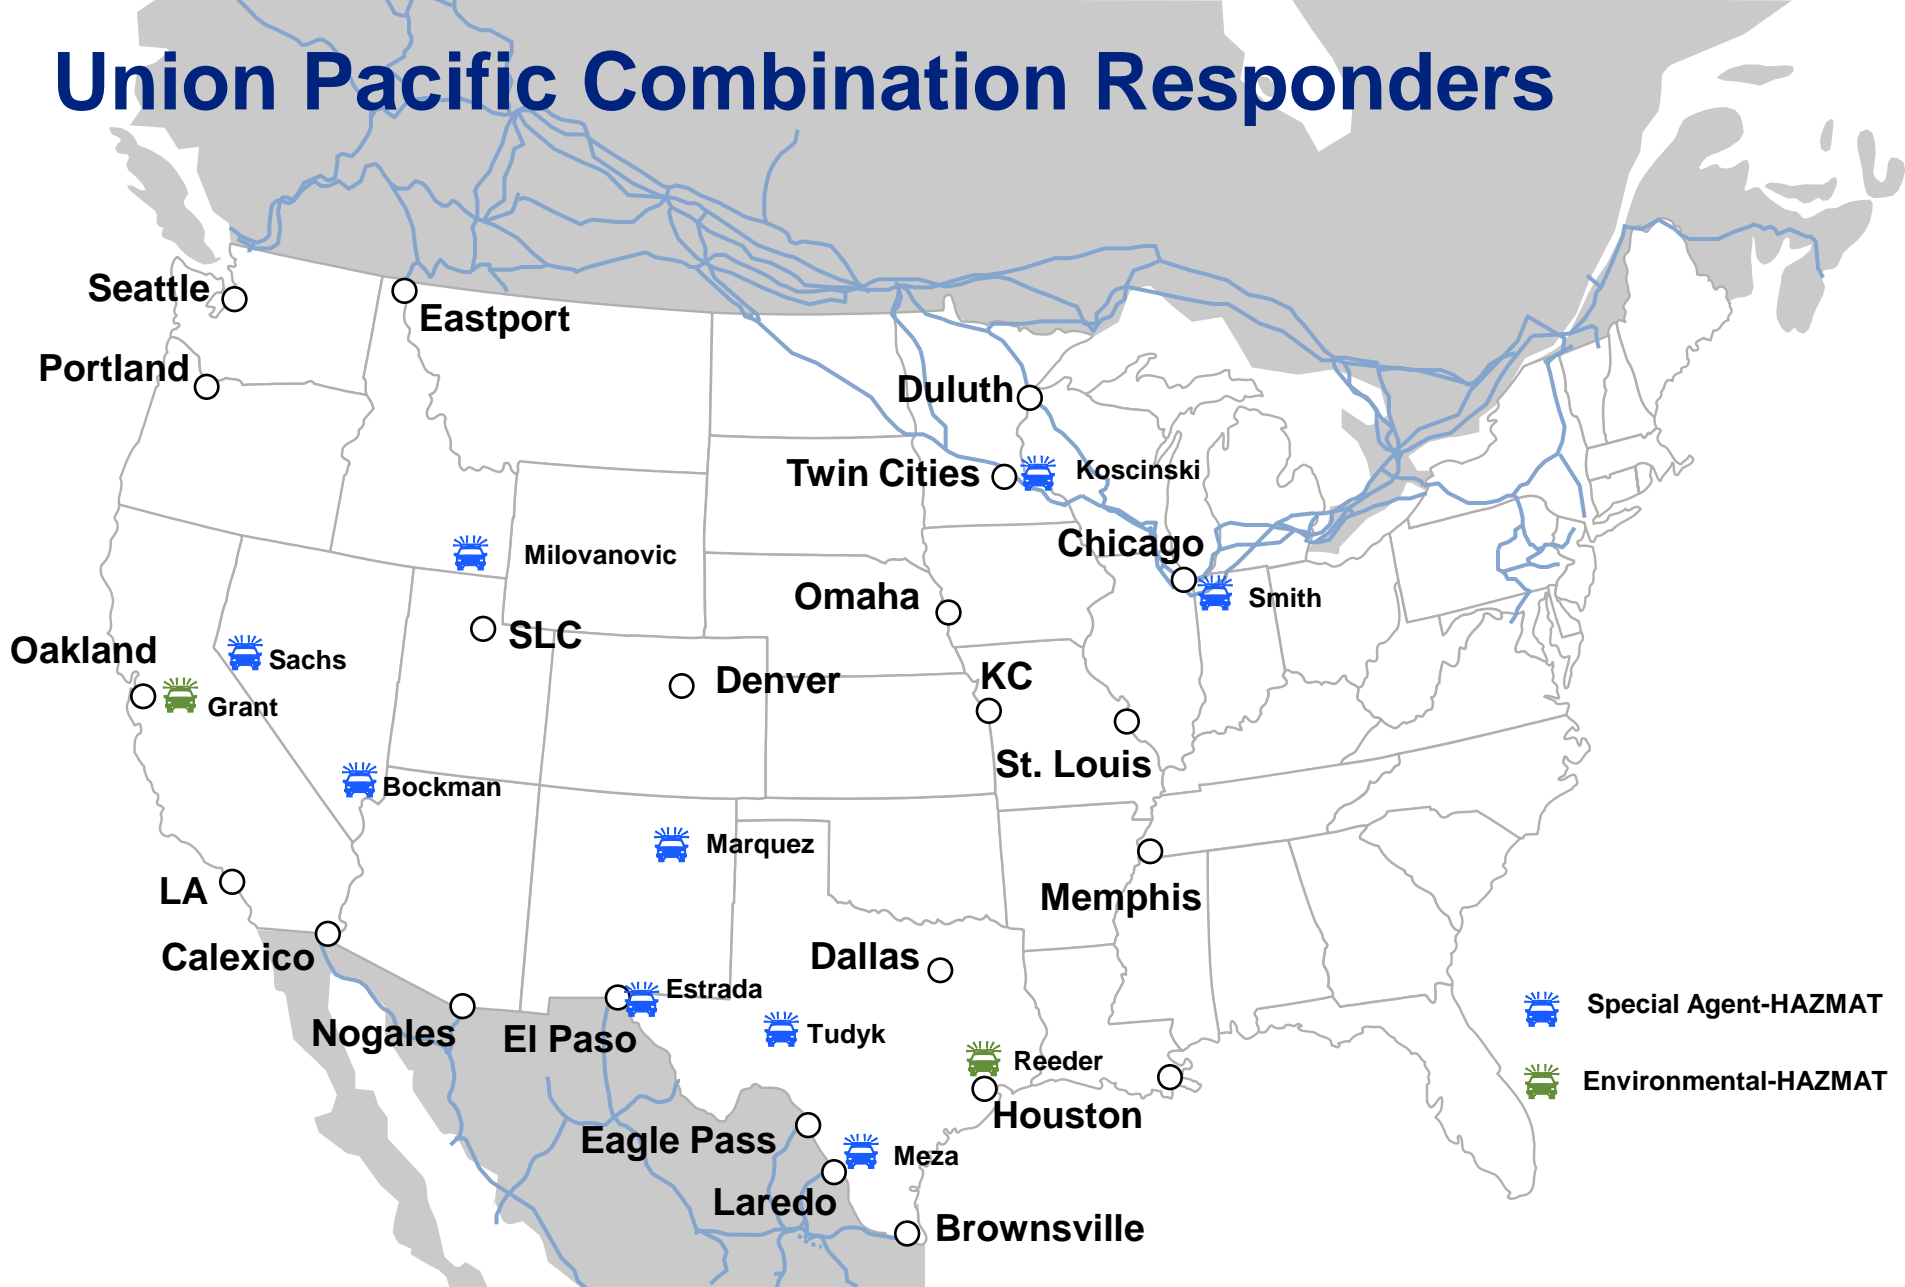 Union Pacific Combination Responders
Seattle
Eastport
Portland
Duluth
Twin Cities
Koscinski
Chicago
Milovanovic
Omaha
Smith
SLC
Oakland
Sachs
Denver
KC
Grant
St. Louis
Bockman
Marquez
LA
Memphis
Calexico
Dallas
Estrada
Special Agent-HAZMAT
Nogales
El Paso
Tudyk
Reeder
Environmental-HAZMAT
Houston
Eagle Pass
Meza
Laredo
Brownsville